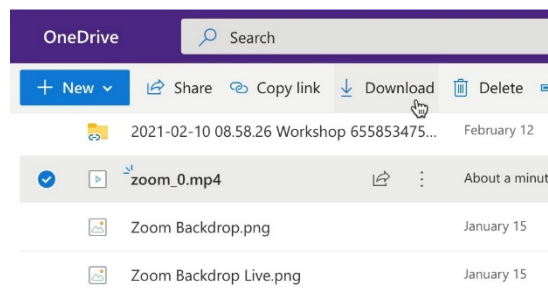 OneDrive Search
+ New Share Copy link Download Delete
2021-02-10 08.58.26 Workshop 655853475... February 12
zoom_0.mp4 About a minut
Zoom Backdrop.png January 15
Zoom Backdrop Live.png January 15